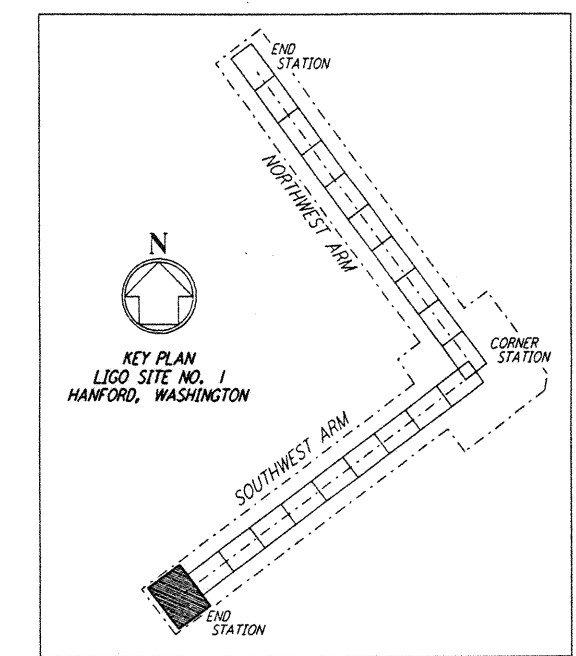 END
STATION
NORTHWEST ARM
N
KEY PLAN
LIGO SITE NO. 1
HANFORD, WASHINGTON
CORNER
STATION
SOUTHWEST ARM
END
STATION